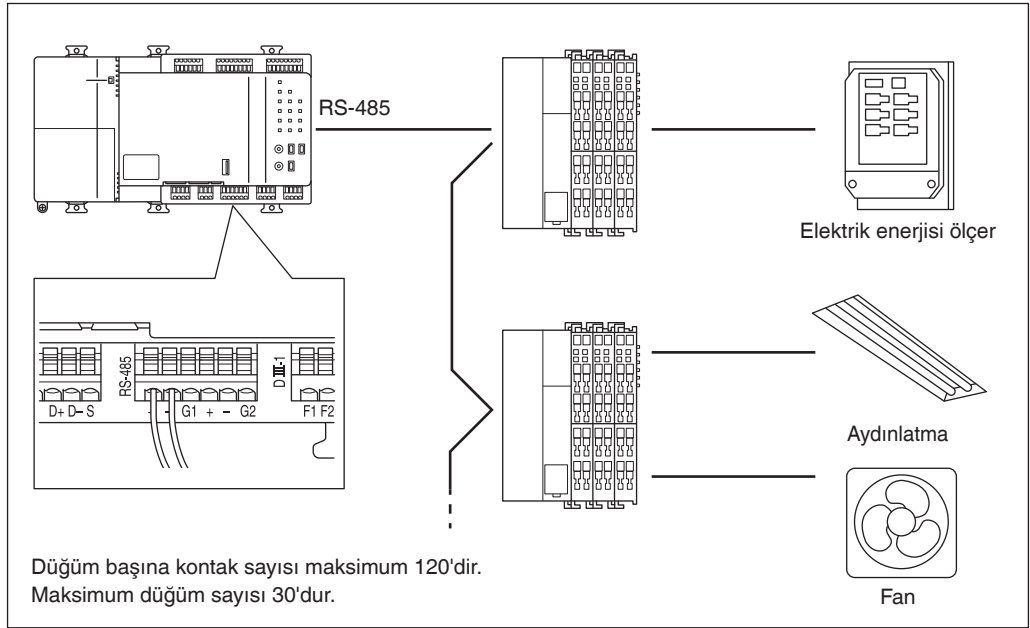 RS-485
Elektrik enerjisi ölçer
RS-485
D III-1
D+ D– S
+ – G1 + – G2
F1 F2
Aydınlatma
Fan
Düğüm başına kontak sayısı maksimum 120'dir.
Maksimum düğüm sayısı 30'dur.